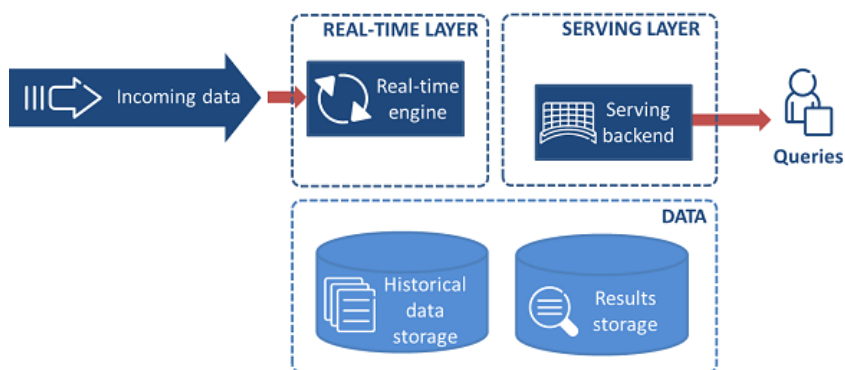 REAL-TIME LAYER
SERVING LAYER
Incoming data
Real-time
engine
Serving
backend
Queries
DATA
Historical
data
storage
Results
storage